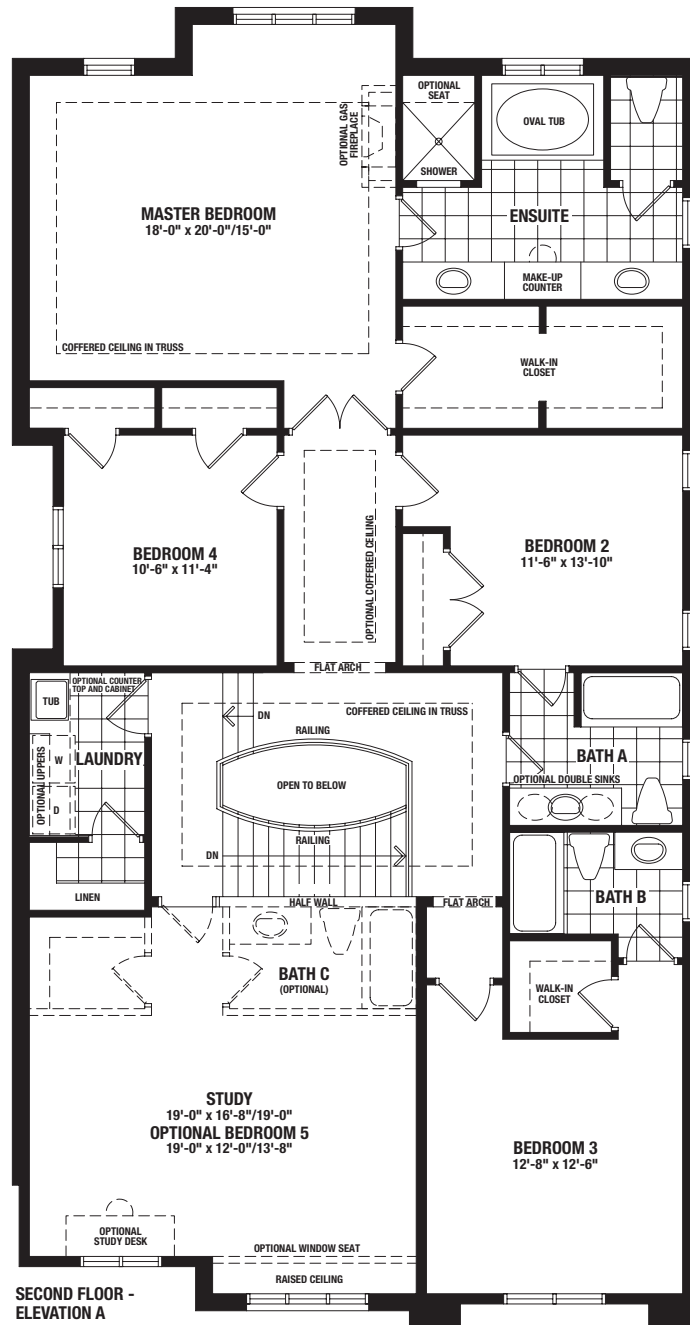 OPTIONAL
SEAT
SHOWER
OVAL TUB
OPTIONAL GAS
FIREPLACE
MASTER BEDROOM
18'-0" x 20'-0"/15'-0"
ENSUITE
MAKE-UP
COUNTER
COFFERED CEILING IN TRUSS
WALK-IN
CLOSET
BEDROOM 4
10'-6" x 11'-4"
OPTIONAL COFFERED CEILING
BEDROOM 2
11'-6" x 13'-10"
FLAT ARCH
OPTIONAL COUNTER
TOP AND CABINET
TUB
OPTIONAL UPPERS
W
D
LAUNDRY
LINEN
DN
COFFERED CEILING IN TRUSS
RAILING
OPEN TO BELOW
RAILING
DN
BATH A
OPTIONAL DOUBLE SINKS
HALF WALL
FLAT ARCH
BATH B
BATH C
(OPTIONAL)
WALK-IN
CLOSET
STUDY
19'-0" x 16'-8"/19'-0"
OPTIONAL BEDROOM 5
19'-0" x 12'-0"/13'-8"
BEDROOM 3
12'-8" x 12'-6"
OPTIONAL
STUDY DESK
OPTIONAL WINDOW SEAT
RAISED CEILING
SECOND FLOOR -
ELEVATION A